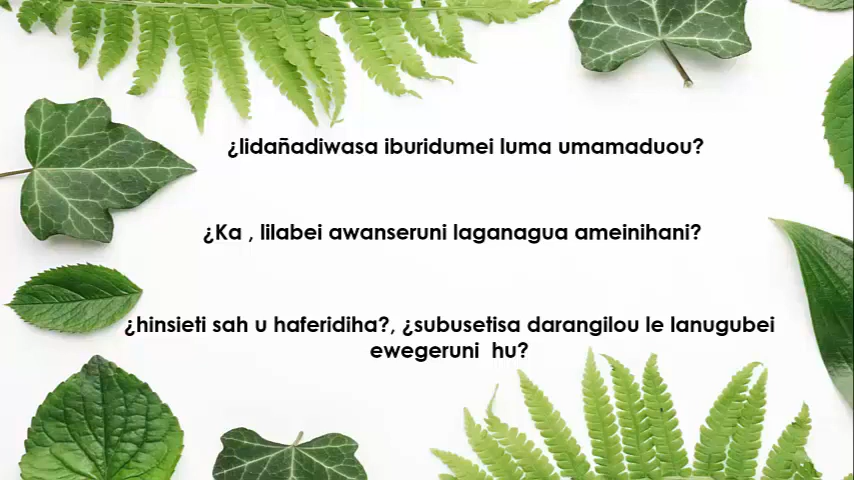 ¿lidañadiwasa iburidumei luma umamaduou?
¿Ka , lilabei awanseruni laganagua ameinihani?
¿hinsieti sah u haferidiha?, ¿subusetisa darangilou le lanugubei
ewegeruni hu?